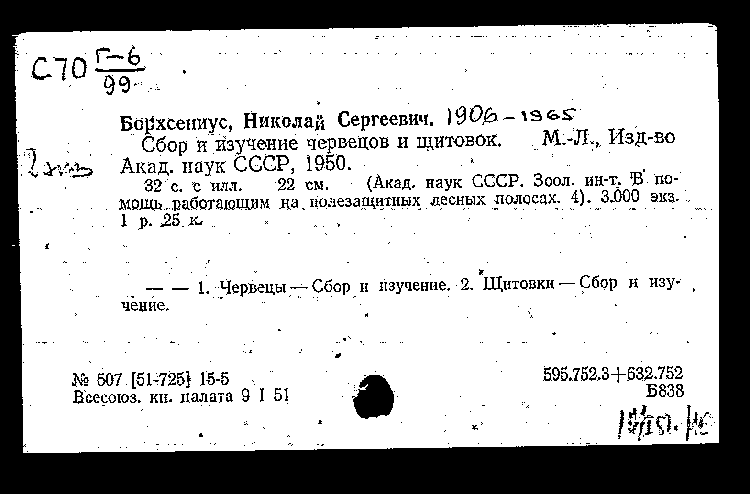 С70 Г-6
99
Борхсениус, Николай Сергеевич. 1906-1965
Сбор и изучение червецов и щитовок. М.-Л., Изд-во
Акад. наук СССР, 1950.
2 экз
32 с. с илл. 22 см. (Акад. наук СССР. Зоол. ин-т. В по-
мощь работающим на полезащитных лесных полосах. 4). 3.000 экз.
1 р. 25 к.
— — 1. Червецы — Сбор и изучение. 2. Щитовки — Сбор и изу-
чение.
№ 507 [51-725] 15-5
595.752.3+632.752
Всесоюз. кн. палата 9 I 51
Б838